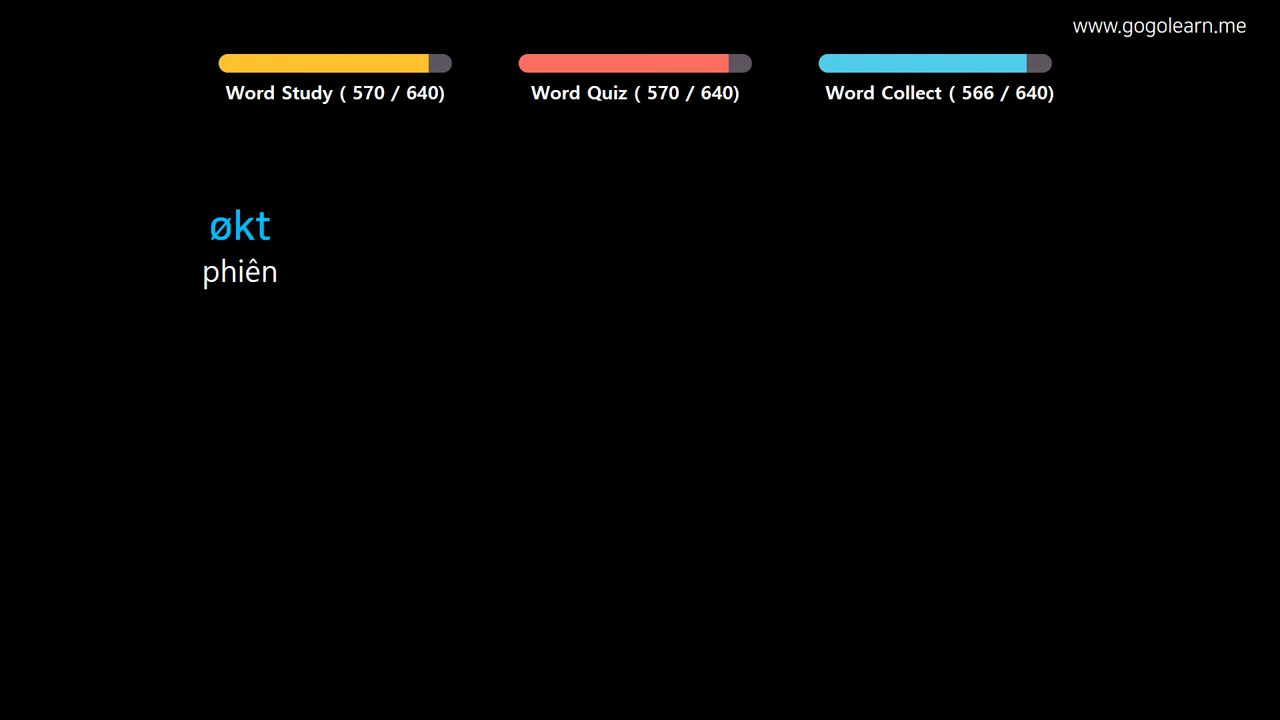 www.gogolearn.me
Word Study ( 570 / 640)
Word Quiz ( 570 / 640)
Word Collect ( 566 / 640)
økt
phiên